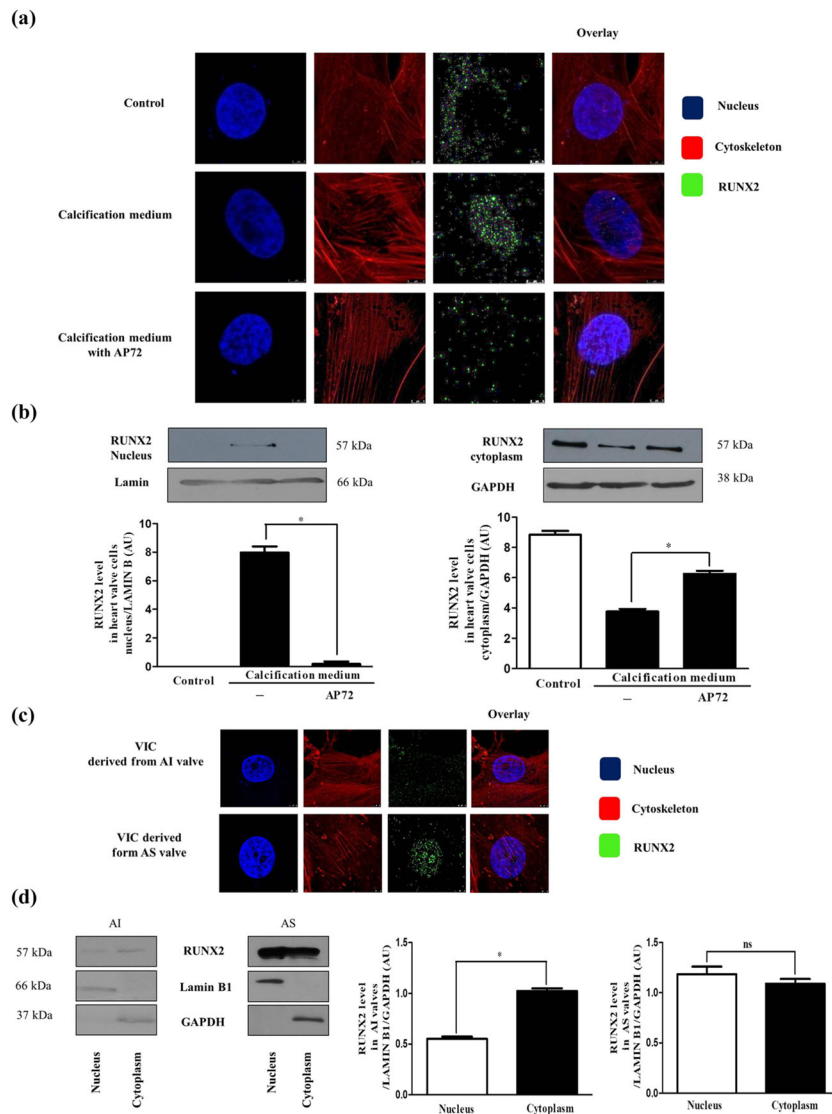 (a)
Overlay
Control
Nucleus
Cytoskeleton
Calcification medium
RUNX2
Calcification medium
with AP72
(b)
RUNX2
Nucleus
57 kDa
Lamin
66 kDa
RUNX2
cytoplasm
57 kDa
GAPDH
38 kDa
RUNX2 level
in heart valve cells
nucleus/LAMIN B (AU)
10
8
6
4
2
0
*
Control
Calcification medium
–
AP72
RUNX2 level
in heart valve cells
cytoplasm/GAPDH (AU)
10
8
6
4
2
0
*
Control
Calcification medium
–
AP72
(c)
Overlay
VIC
derived from AI valve
Nucleus
Cytoskeleton
VIC derived
form AS valve
RUNX2
(d)
AI
AS
57 kDa
RUNX2
66 kDa
Lamin B1
37 kDa
GAPDH
Nucleus
Cytoplasm
Nucleus
Cytoplasm
RUNX2 level
in AI valves
/LAMIN B1/GAPDH (AU)
1.5
1.0
0.5
0.0
*
Nucleus
Cytoplasm
RUNX2 level
in AS valves
/LAMIN B1/GAPDH (AU)
1.5
1.0
0.5
0.0
ns
Nucleus
Cytoplasm